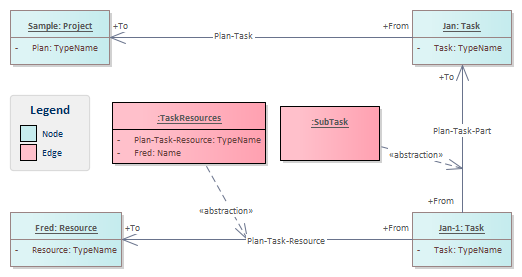 Sample: Project
- Plan: TypeName
+To
Plan-Task
+From
Jan: Task
- Task: TypeName
+To
Legend
Node
Edge
:TaskResources
- Plan-Task-Resource: TypeName
- Fred: Name
:SubTask
Plan-Task-Part
«abstraction»
+From
«abstraction»
Fred: Resource
- Resource: TypeName
+To
Plan-Task-Resource
+From
Jan-1: Task
- Task: TypeName